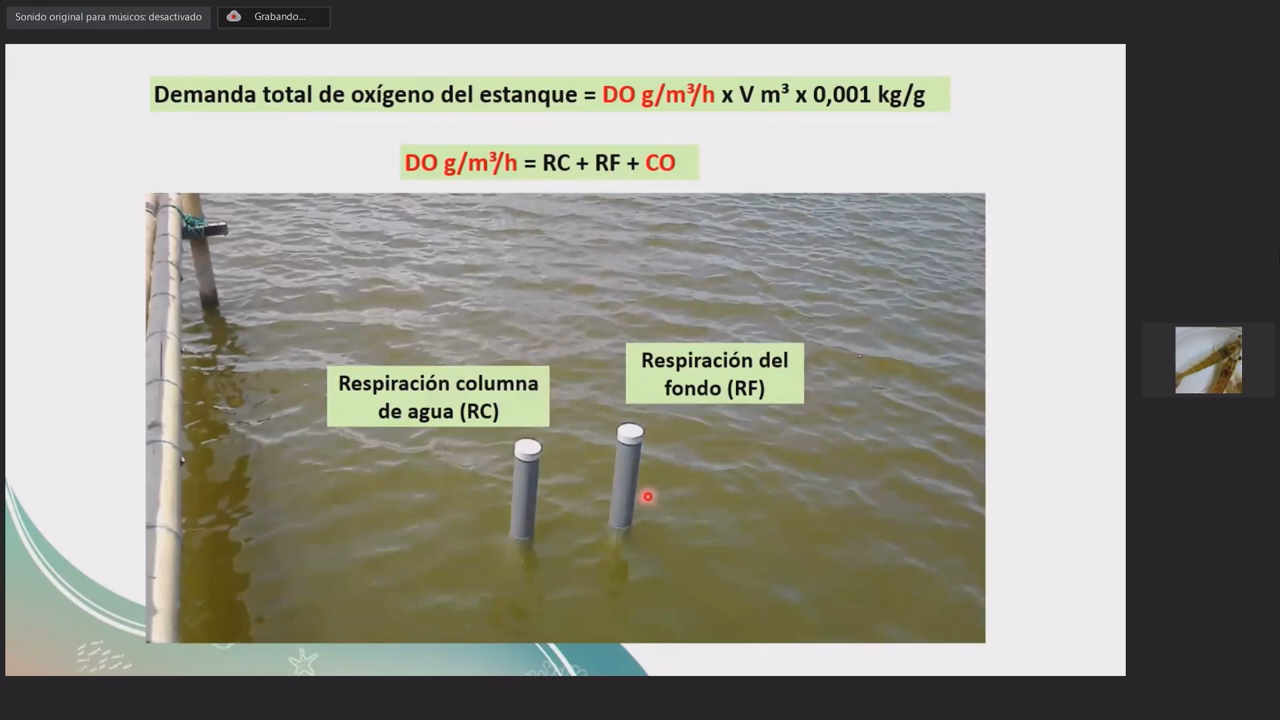 Sonido original para músicos: desactivado
Grabando...
Demanda total de oxígeno del estanque = DO g/m³/h x V m³ x 0,001 kg/g
DO g/m³/h = RC + RF + CO
Respiración columna
de agua (RC)
Respiración del
fondo (RF)